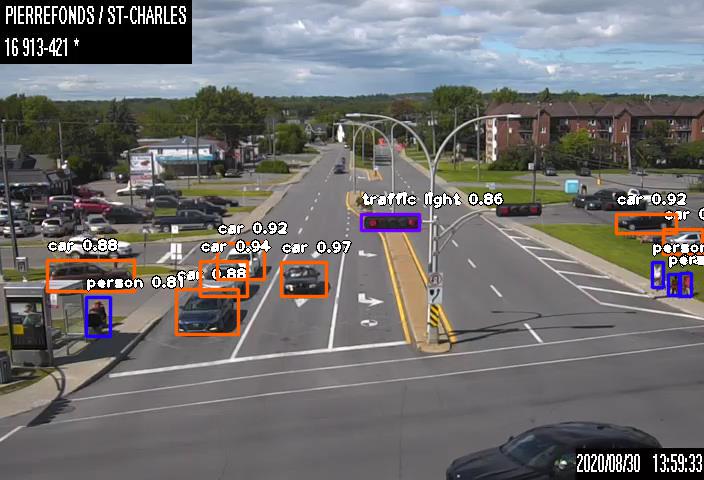 PIERREFONDS / ST-CHARLES
16 913-421 *
traffic light 0.86
car 0.92
car 0.92
car 0.88
car 0.94
car 0.97
car 0.88
person 0.81
2020/08/30 13:59:33